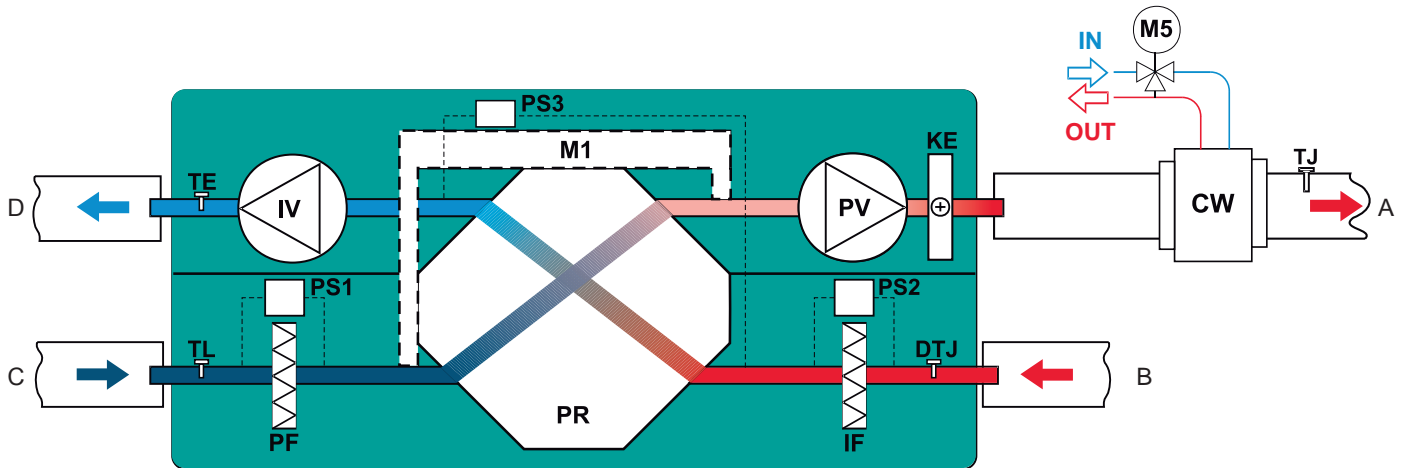 M5
IN
OUT
PS3
KE
M1
TJ
TE
D
IV
PV
CW
A
PS1
PS2
TL
DTJ
C
B
PR
PF
IF